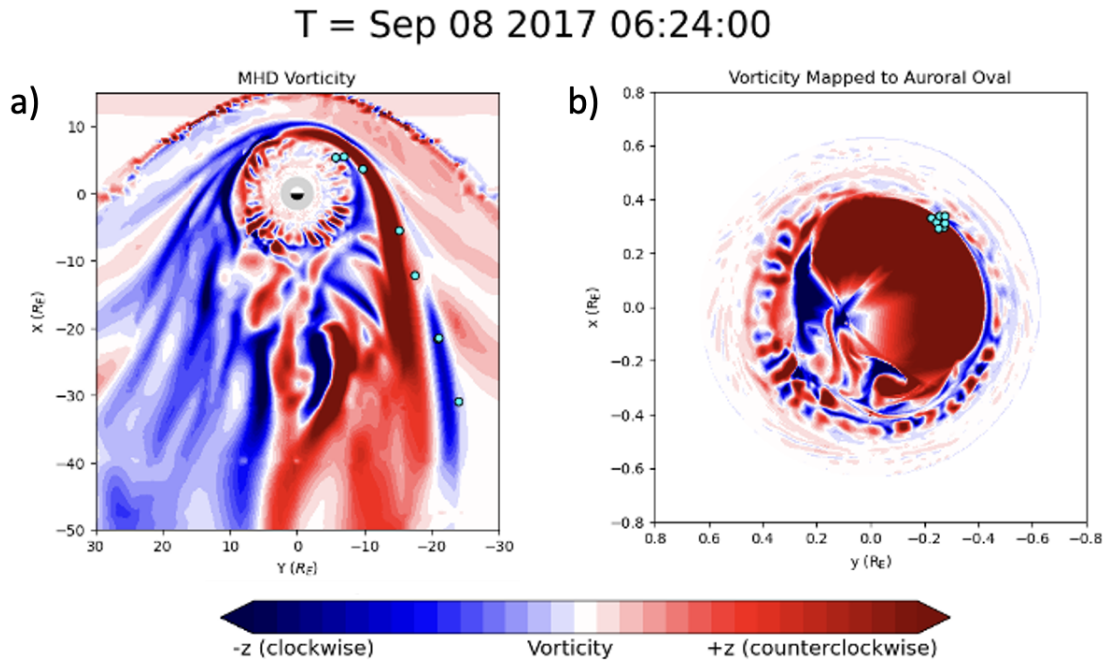 T = Sep 08 2017 06:24:00
a)
MHD Vorticity
10
0
−10
−20
−30
−40
−50
X (R_E)
30 20 10 0 −10 −20 −30
Y (R_E)
b)
Vorticity Mapped to Auroral Oval
0.8
0.6
0.4
0.2
0.0
−0.2
−0.4
−0.6
−0.8
x (R_E)
0.8 0.6 0.4 0.2 0.0 −0.2 −0.4 −0.6 −0.8
y (R_E)
-z (clockwise) Vorticity +z (counterclockwise)